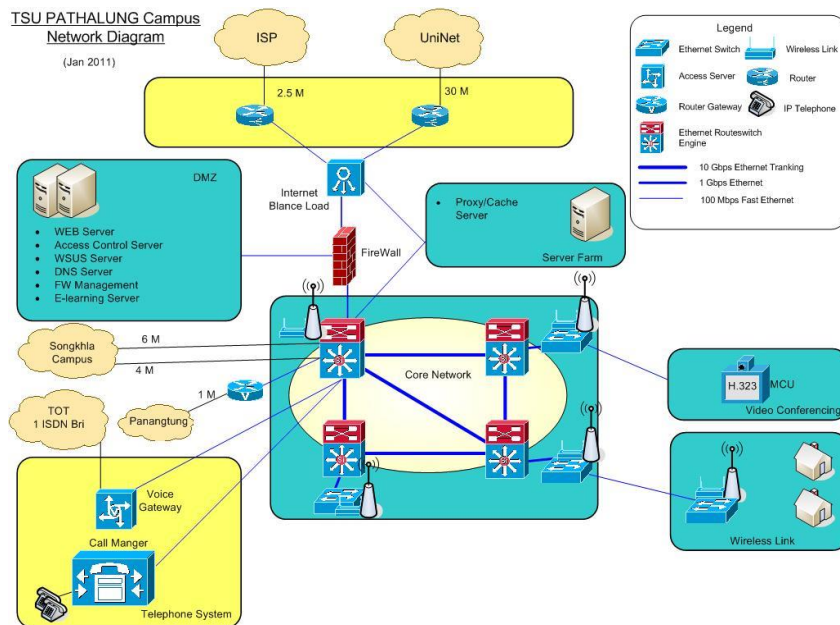 TSU PATHALUNG Campus
Network Diagram
(Jan 2011)
ISP
UniNet
2.5 M
30 M
Legend
Ethernet Switch
Wireless Link
Access Server
Router
Router Gateway
IP Telephone
Ethernet Routeswitch
Engine
10 Gbps Ethernet Tranking
1 Gbps Ethernet
100 Mbps Fast Ethernet
DMZ
• WEB Server
• Access Control Server
• WSUS Server
• DNS Server
• FW Management
• E-learning Server
Internet
Blance Load
FireWall
• Proxy/Cache
Server
Server Farm
Songkhla
Campus
6 M
4 M
1 M
Panangtung
V
Core Network
SI
SI
SI
SI
H.323
MCU
Video Conferencing
Wireless Link
TOT
1 ISDN Bri
V
Voice
Gateway
Call Manger
Telephone System